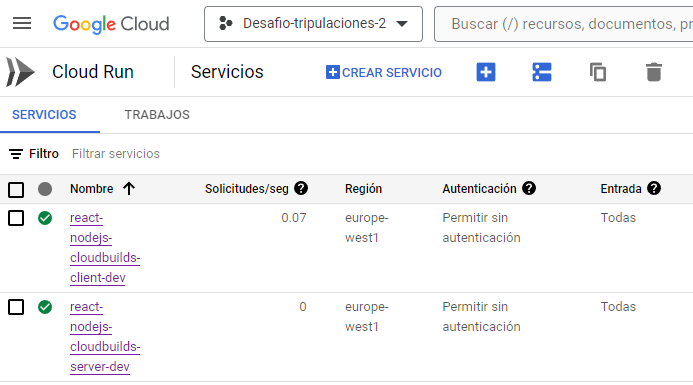 Google Cloud
Desafio-tripulaciones-2
Buscar (/) recursos, documentos, pr
Cloud Run
Servicios
CREAR SERVICIO
SERVICIOS
TRABAJOS
Filtro
Filtrar servicios
Nombre
Solicitudes/seg
Región
Autenticación
Entrada
react-
nodejs-
cloudbuilds-
client-dev
0.07
europe-
west1
Permitir sin
autenticación
Todas
react-
nodejs-
cloudbuilds-
server-dev
0
europe-
west1
Permitir sin
autenticación
Todas